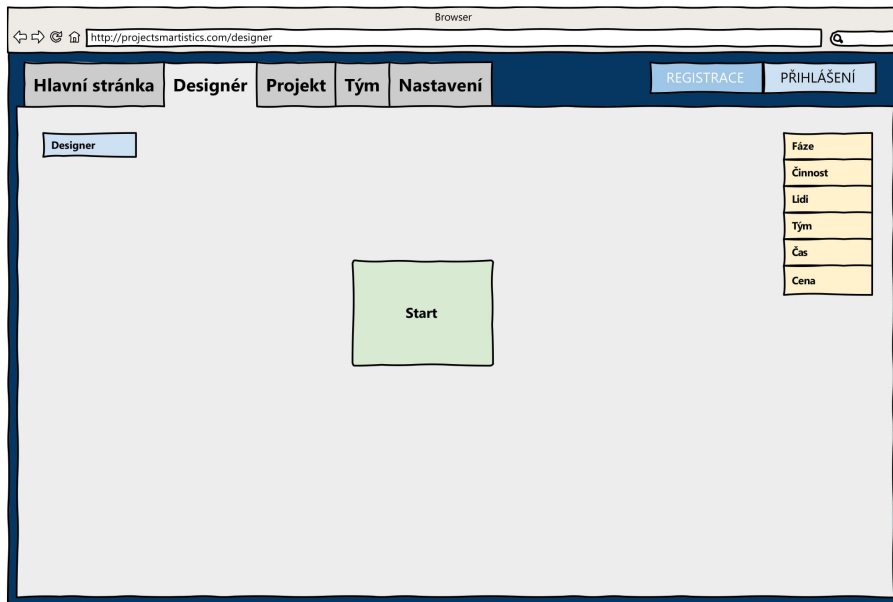 Browser
http://projectsmartistics.com/designer
Hlavní stránka
Designér
Projekt
Tým
Nastavení
REGISTRACE
PŘIHLÁŠENÍ
Designer
Fáze
Činnost
Lidi
Tým
Čas
Cena
Start